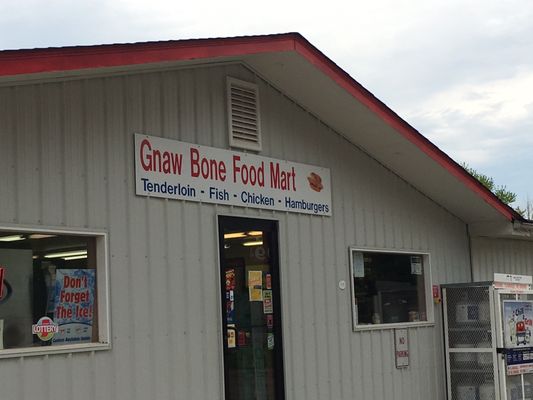 Gnaw Bone Food Mart
Tenderloin - Fish - Chicken - Hamburgers
Don't
Forget
The Ice!
LOTTERY
NO
PARKING